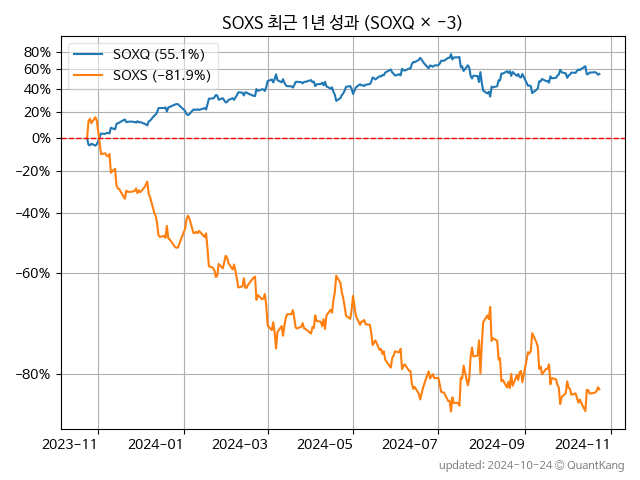 SOXS 최근 1년 성과 (SOXQ × −3)
SOXQ (55.1%)
SOXS (−81.9%)
80%
60%
40%
20%
0%
−20%
−40%
−60%
−80%
2023−11 2024−01 2024−03 2024−05 2024−07 2024−09 2024−11
updated: 2024-10-24 © QuantKang